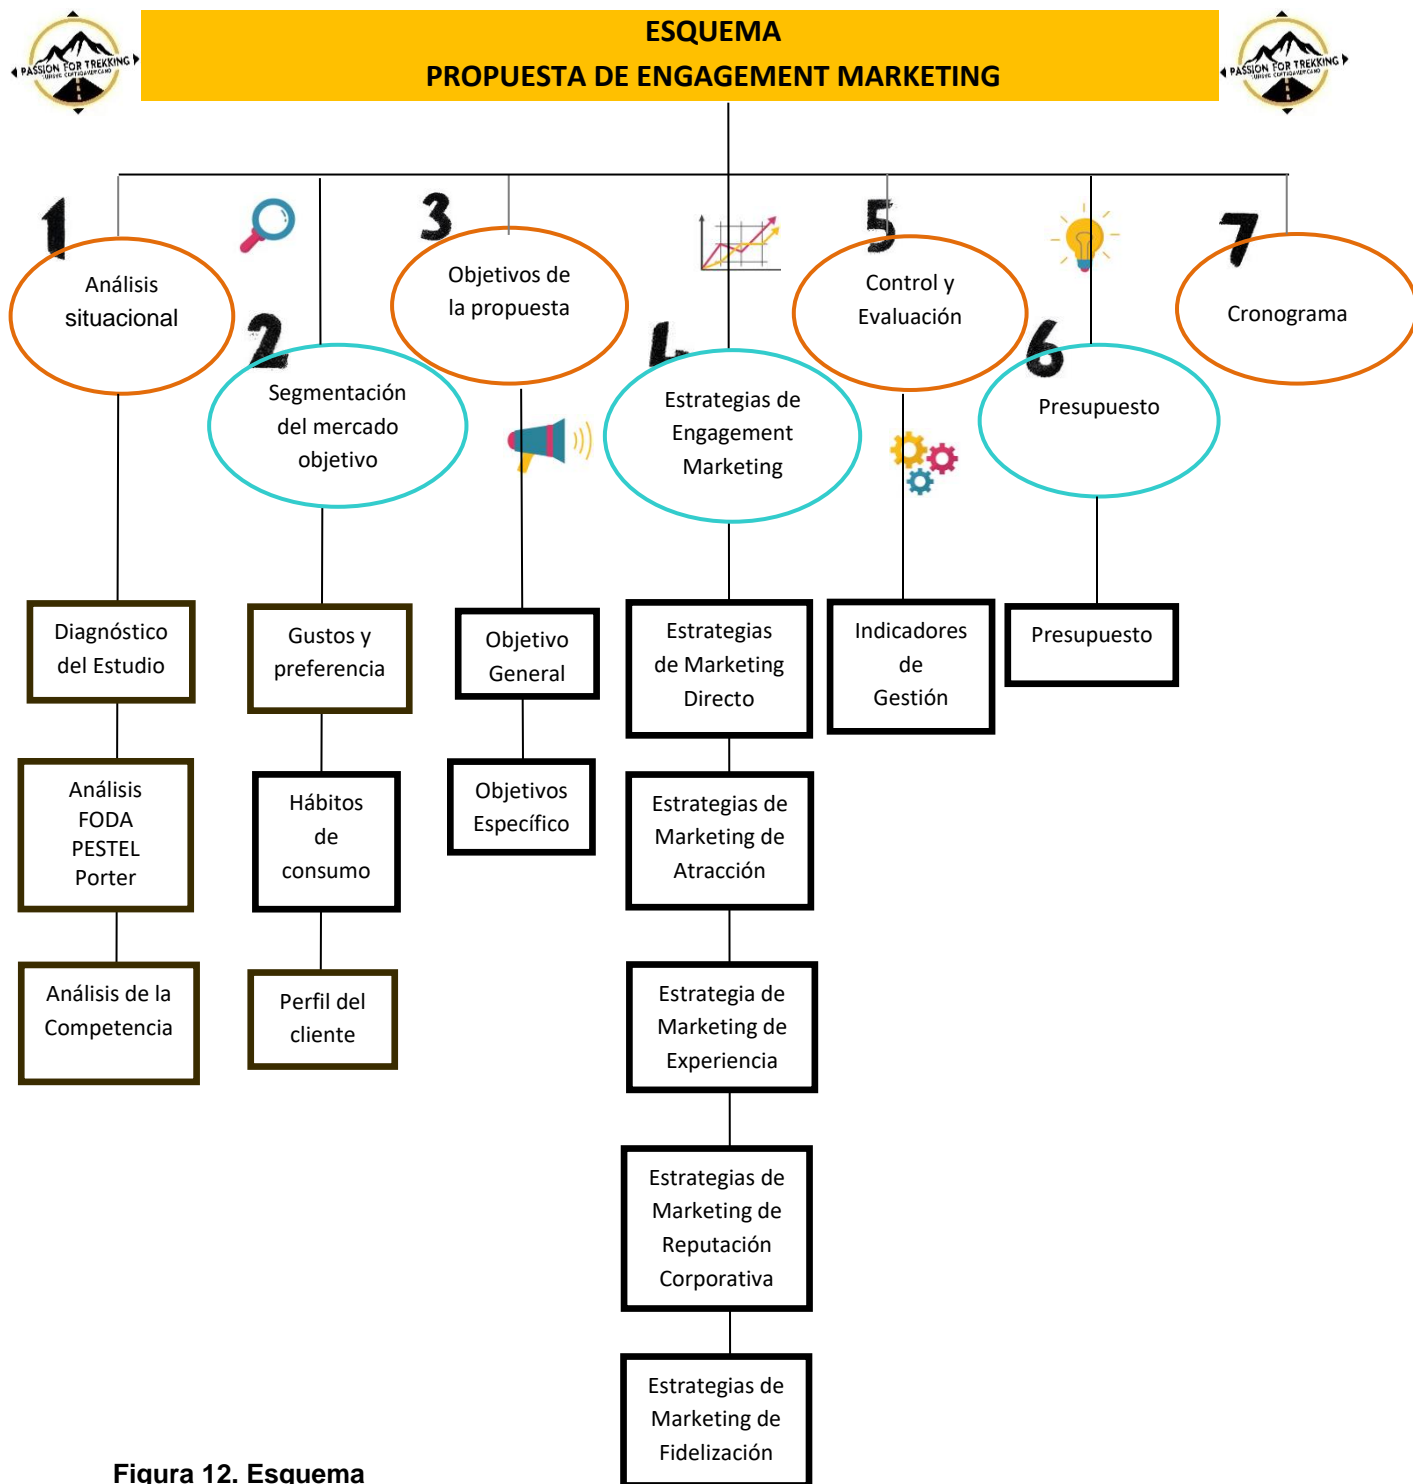 ESQUEMA
PROPUESTA DE ENGAGEMENT MARKETING
PASSION FOR TREKKING
PASSION FOR TREKKING
1
Análisis
situacional
2
Segmentación
del mercado
objetivo
3
Objetivos de
la propuesta
4
Estrategias de
Engagement
Marketing
5
Control y
Evaluación
6
Presupuesto
7
Cronograma
Diagnóstico
del Estudio
Análisis
FODA
PESTEL
Porter
Análisis de la
Competencia
Gustos y
preferencia
Hábitos
de
consumo
Perfil del
cliente
Objetivo
General
Objetivos
Específico
Estrategias
de Marketing
Directo
Estrategias de
Marketing de
Atracción
Estrategia de
Marketing de
Experiencia
Estrategias de
Marketing de
Reputación
Corporativa
Estrategias de
Marketing de
Fidelización
Indicadores
de
Gestión
Presupuesto
Figura 12. Esquema